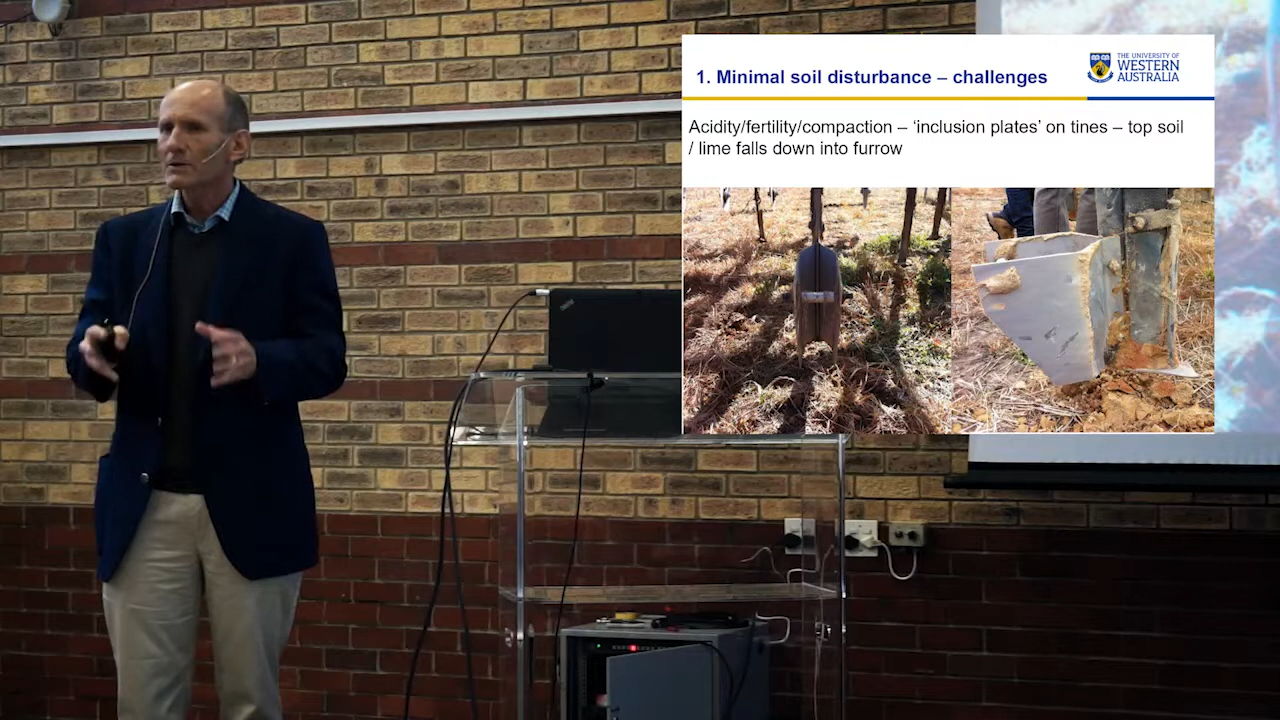 1. Minimal soil disturbance – challenges
THE UNIVERSITY OF
WESTERN
AUSTRALIA
Acidity/fertility/compaction – ‘inclusion plates’ on tines – top soil
/ lime falls down into furrow